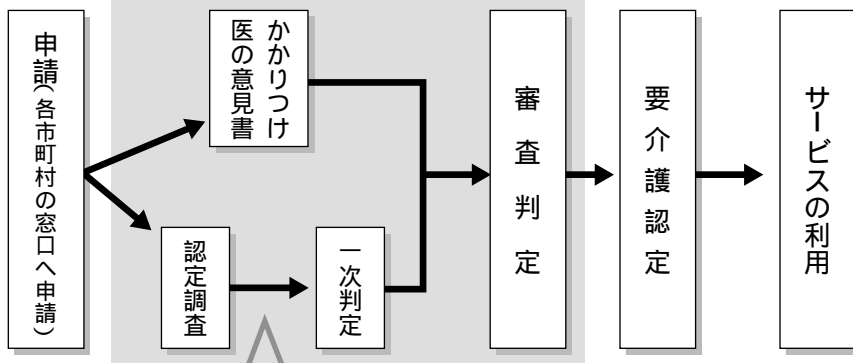 申請(各市町村の窓口へ申請)
かかりつけ
医の意見書
認定調査
一次判定
審査判定
要介護認定
サービスの利用